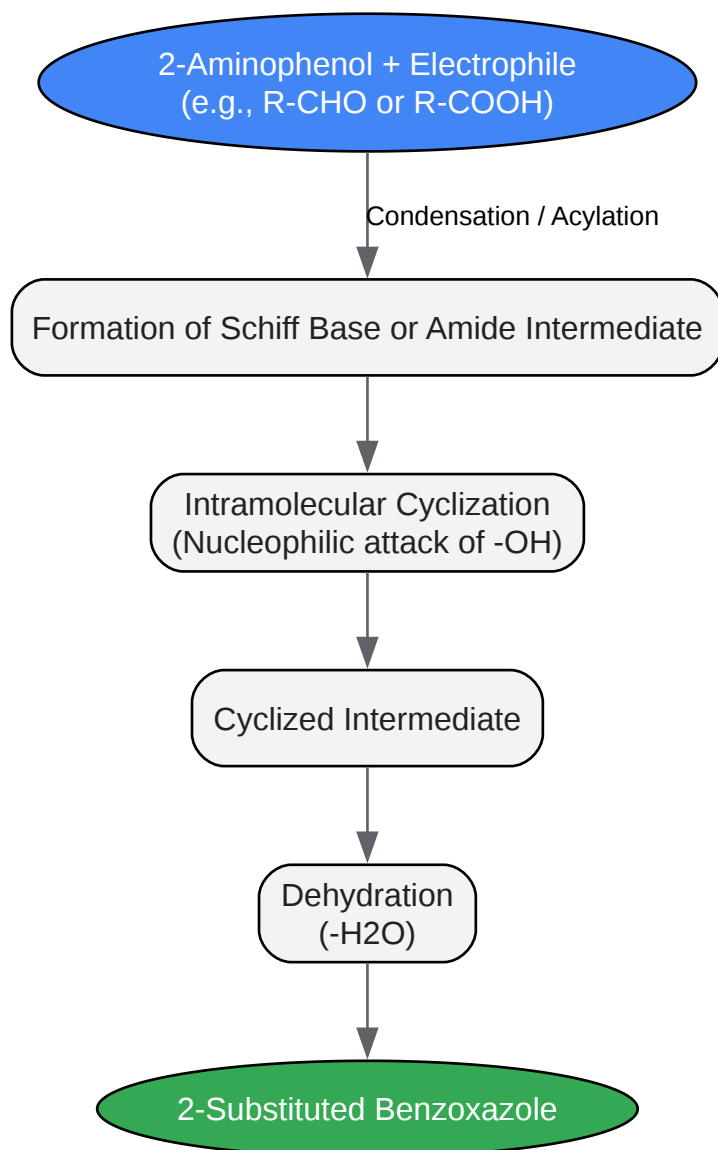 2-Aminophenol + Electrophile
(e.g., R-CHO or R-COOH)
Condensation / Acylation
Formation of Schiff Base or Amide Intermediate
Intramolecular Cyclization
(Nucleophilic attack of -OH)
Cyclized Intermediate
Dehydration
(-H2O)
2-Substituted Benzoxazole